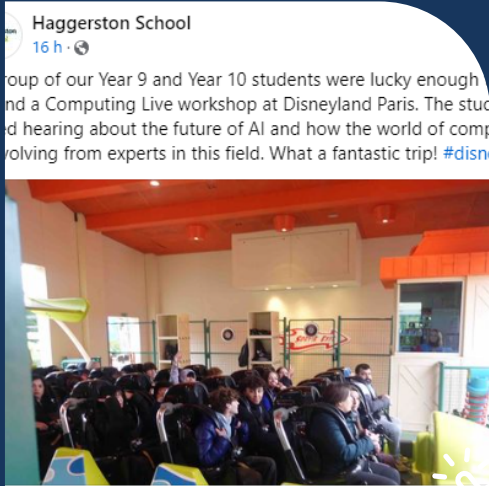 Haggerston School
16 h ·
roup of our Year 9 and Year 10 students were lucky enough
nd a Computing Live workshop at Disneyland Paris. The stud
ed hearing about the future of AI and how the world of comp
volving from experts in this field. What a fantastic trip! #disn